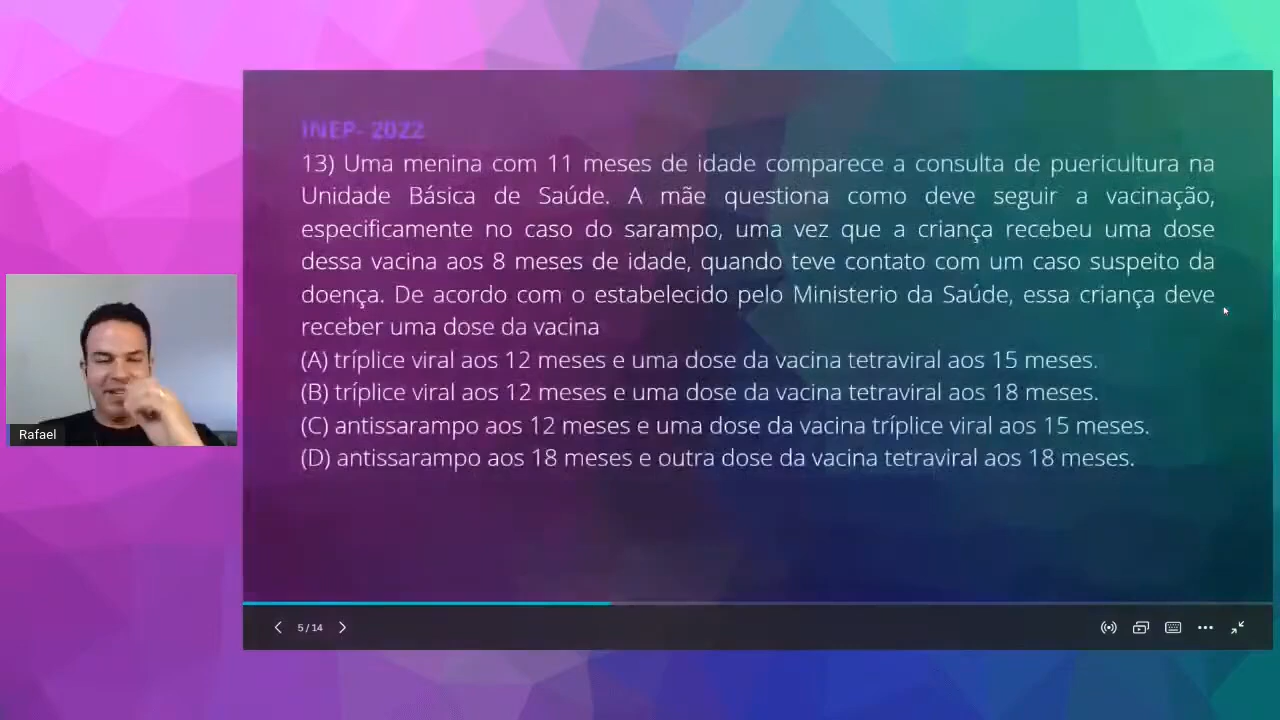 INEP- 2022
13) Uma menina com 11 meses de idade comparece a consulta de puericultura na
Unidade Básica de Saúde. A mãe questiona como deve seguir a vacinação,
especificamente no caso do sarampo, uma vez que a criança recebeu uma dose
dessa vacina aos 8 meses de idade, quando teve contato com um caso suspeito da
doença. De acordo com o estabelecido pelo Ministerio da Saúde, essa criança deve
receber uma dose da vacina
(A) tríplice viral aos 12 meses e uma dose da vacina tetraviral aos 15 meses.
(B) tríplice viral aos 12 meses e uma dose da vacina tetraviral aos 18 meses.
(C) antissarampo aos 12 meses e uma dose da vacina tríplice viral aos 15 meses.
(D) antissarampo aos 18 meses e outra dose da vacina tetraviral aos 18 meses.
Rafael
5 / 14